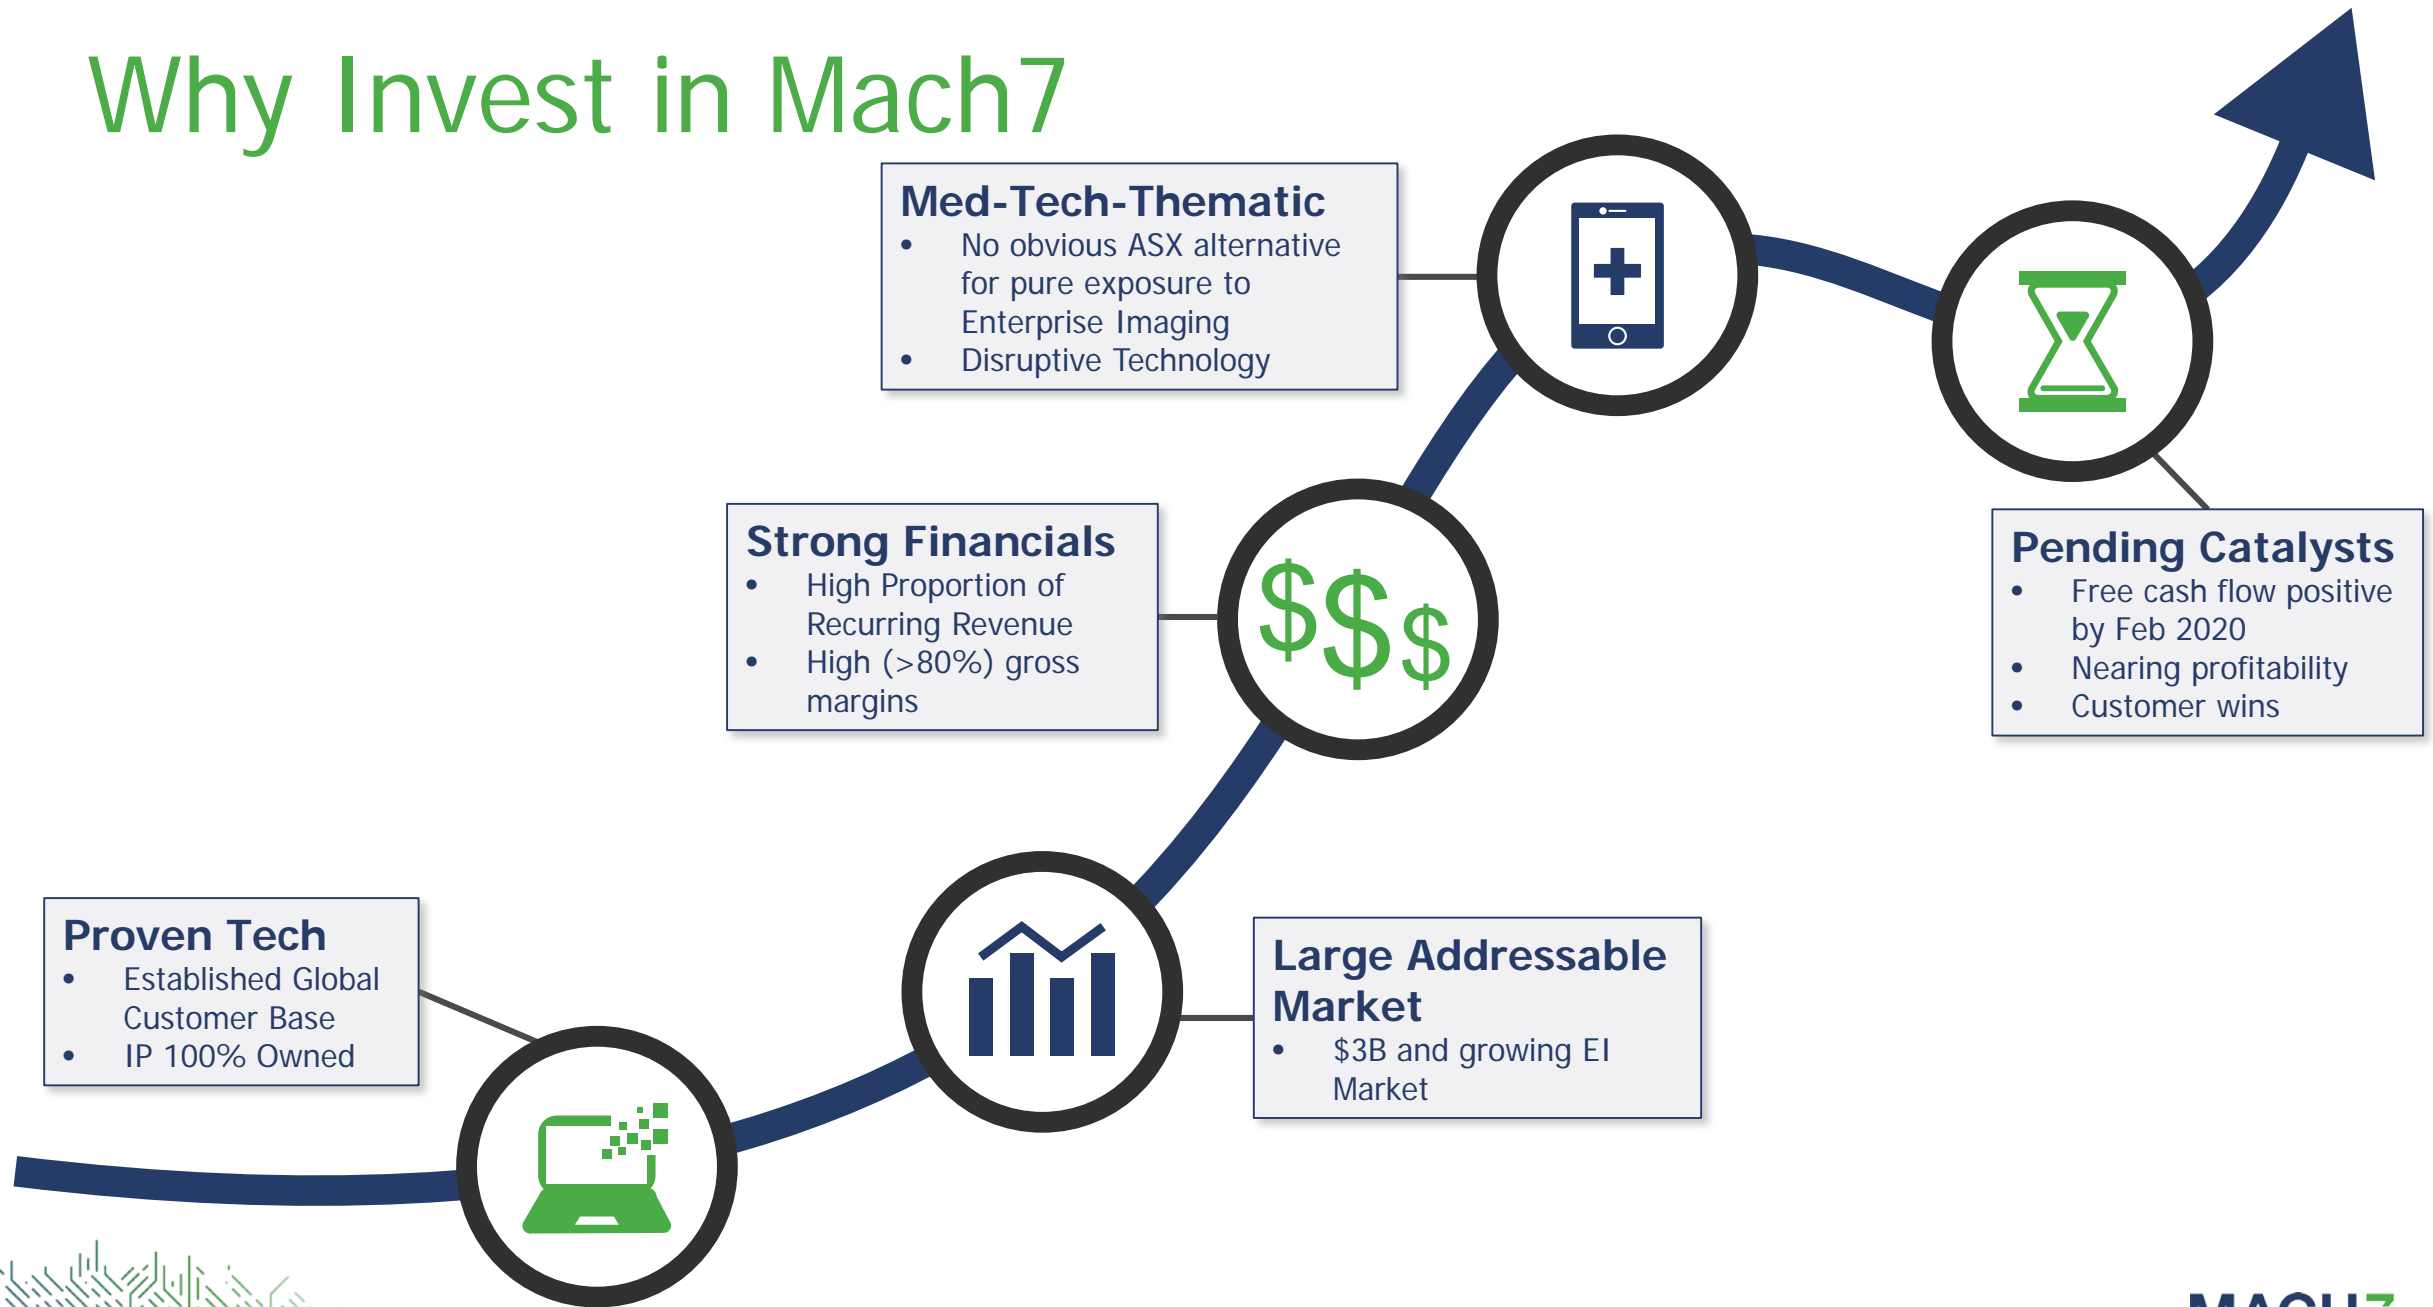 Why Invest in Mach7
Med-Tech-Thematic
• No obvious ASX alternative
for pure exposure to
Enterprise Imaging
• Disruptive Technology
Strong Financials
• High Proportion of
Recurring Revenue
• High (>80%) gross
margins
$$$
Pending Catalysts
• Free cash flow positive
by Feb 2020
• Nearing profitability
• Customer wins
Proven Tech
• Established Global
Customer Base
• IP 100% Owned
Large Addressable
Market
• $3B and growing EI
Market
MACH7